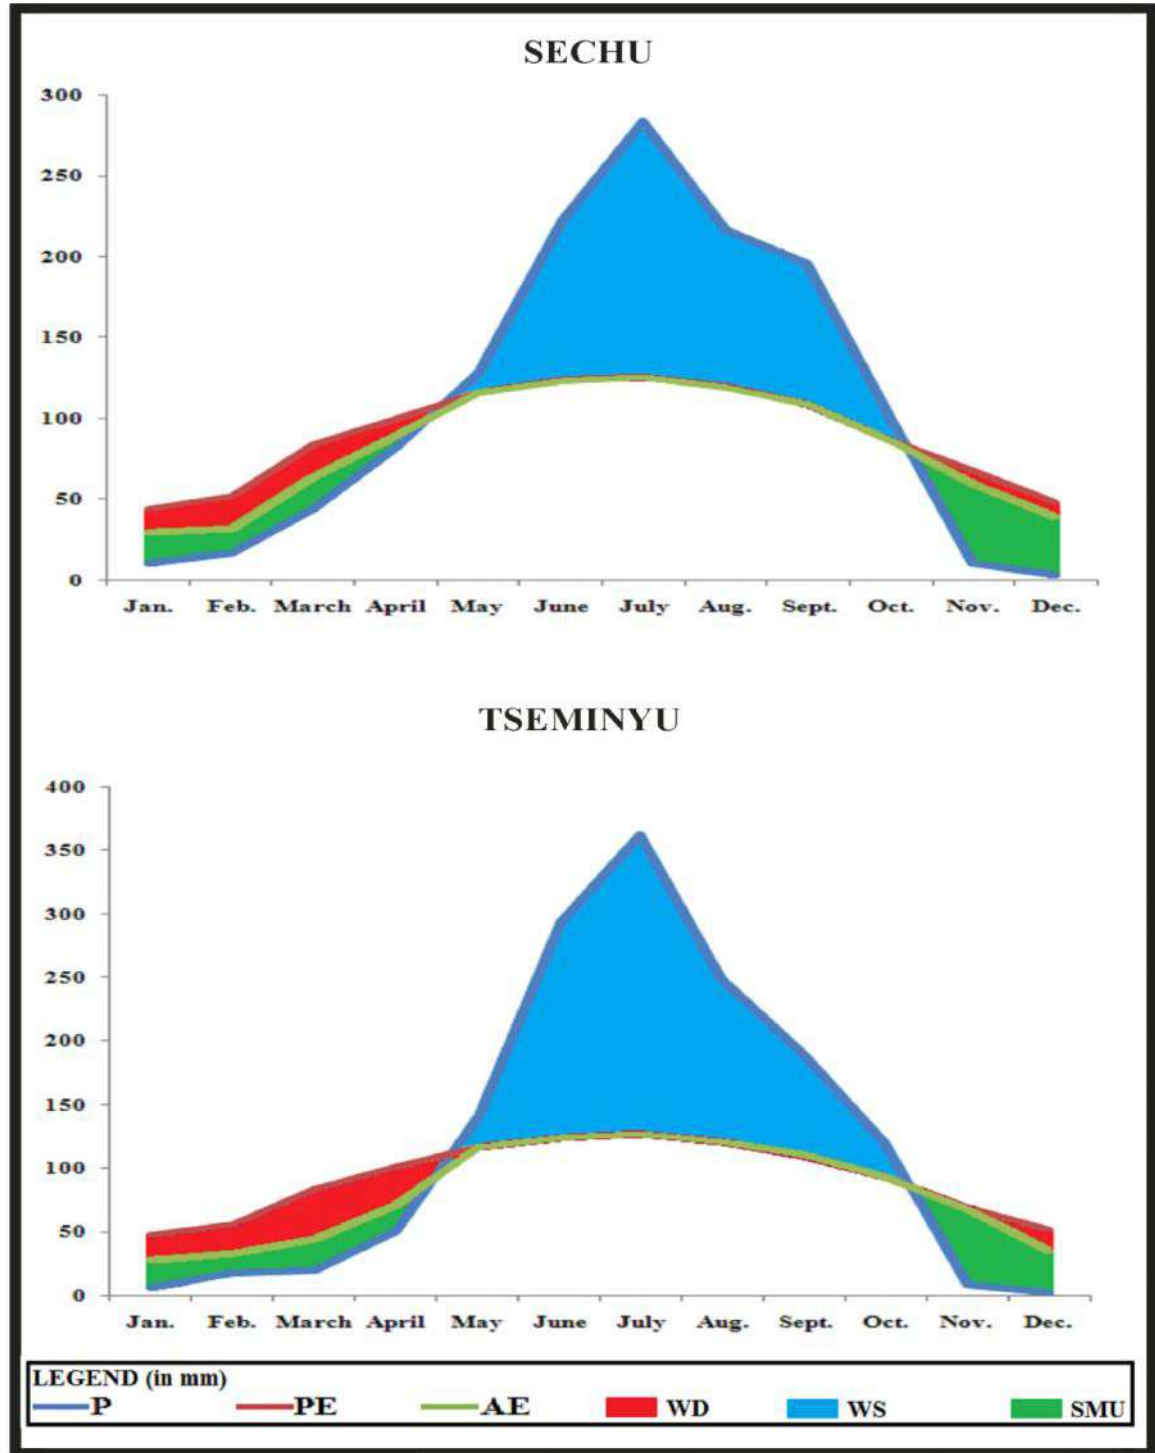 SECHU
300
250
200
150
100
50
0
Jan. Feb. March April May June July Aug. Sept. Oct. Nov. Dec.
TSEMINYU
400
350
300
250
200
150
100
50
0
Jan. Feb. March April May June July Aug. Sept. Oct. Nov. Dec.
LEGEND (in mm)
P PE AE WD WS SMU